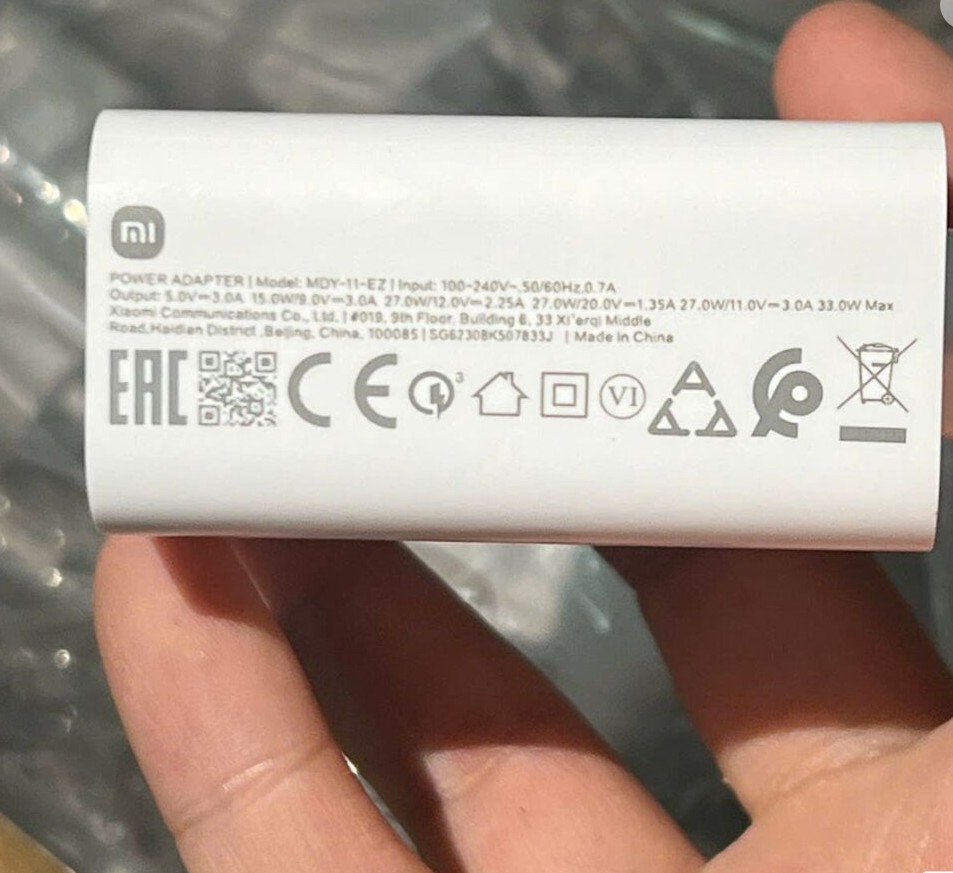 mi
POWER ADAPTER | Model: MDY-11-EZ | Input: 100-240V~,50/60Hz,0.7A
Output: 5.0V⎓3.0A 15.0W/9.0V⎓3.0A 27.0W/12.0V⎓2.25A 27.0W/20.0V⎓1.35A 27.0W/11.0V⎓3.0A 33.0W Max
Xiaomi Communications Co., Ltd. | #019, 9th Floor, Building 6, 33 Xi'erqi Middle
Road,Haidian District ,Beijing, China, 100085 | SG62308K507833J | Made in China
EAC CE 3 VI